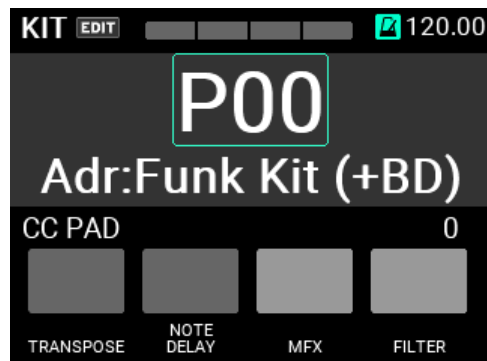 KIT EDIT 120.00
P00
Adr:Funk Kit (+BD)
CC PAD 0
TRANSPOSE NOTE DELAY MFX FILTER